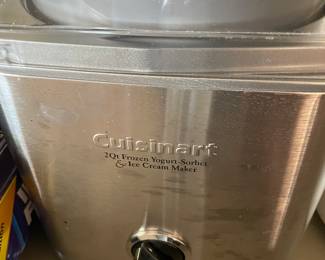 Cuisinart
2Qt Frozen Yogurt-Sorbet
& Ice Cream Maker